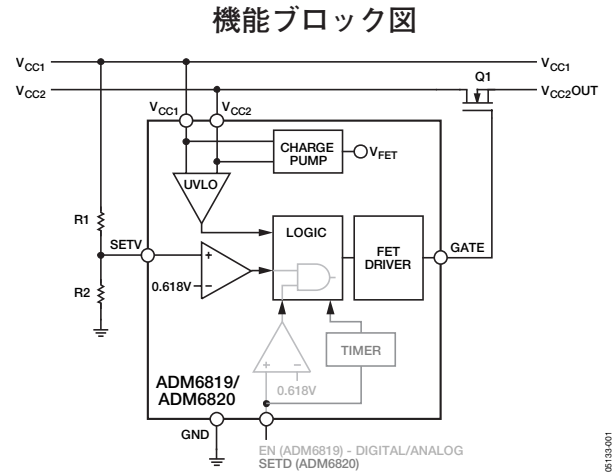 機能ブロック図
VCC1
VCC1
Q1
VCC2
VCC2OUT
VCC1
VCC2
CHARGE
PUMP
VFET
UVLO
R1
LOGIC
FET
DRIVER
GATE
SETV
+
0.618V
–
R2
TIMER
+
–
0.618V
ADM6819/
ADM6820
GND
EN (ADM6819) - DIGITAL/ANALOG
SETD (ADM6820)
05133-001